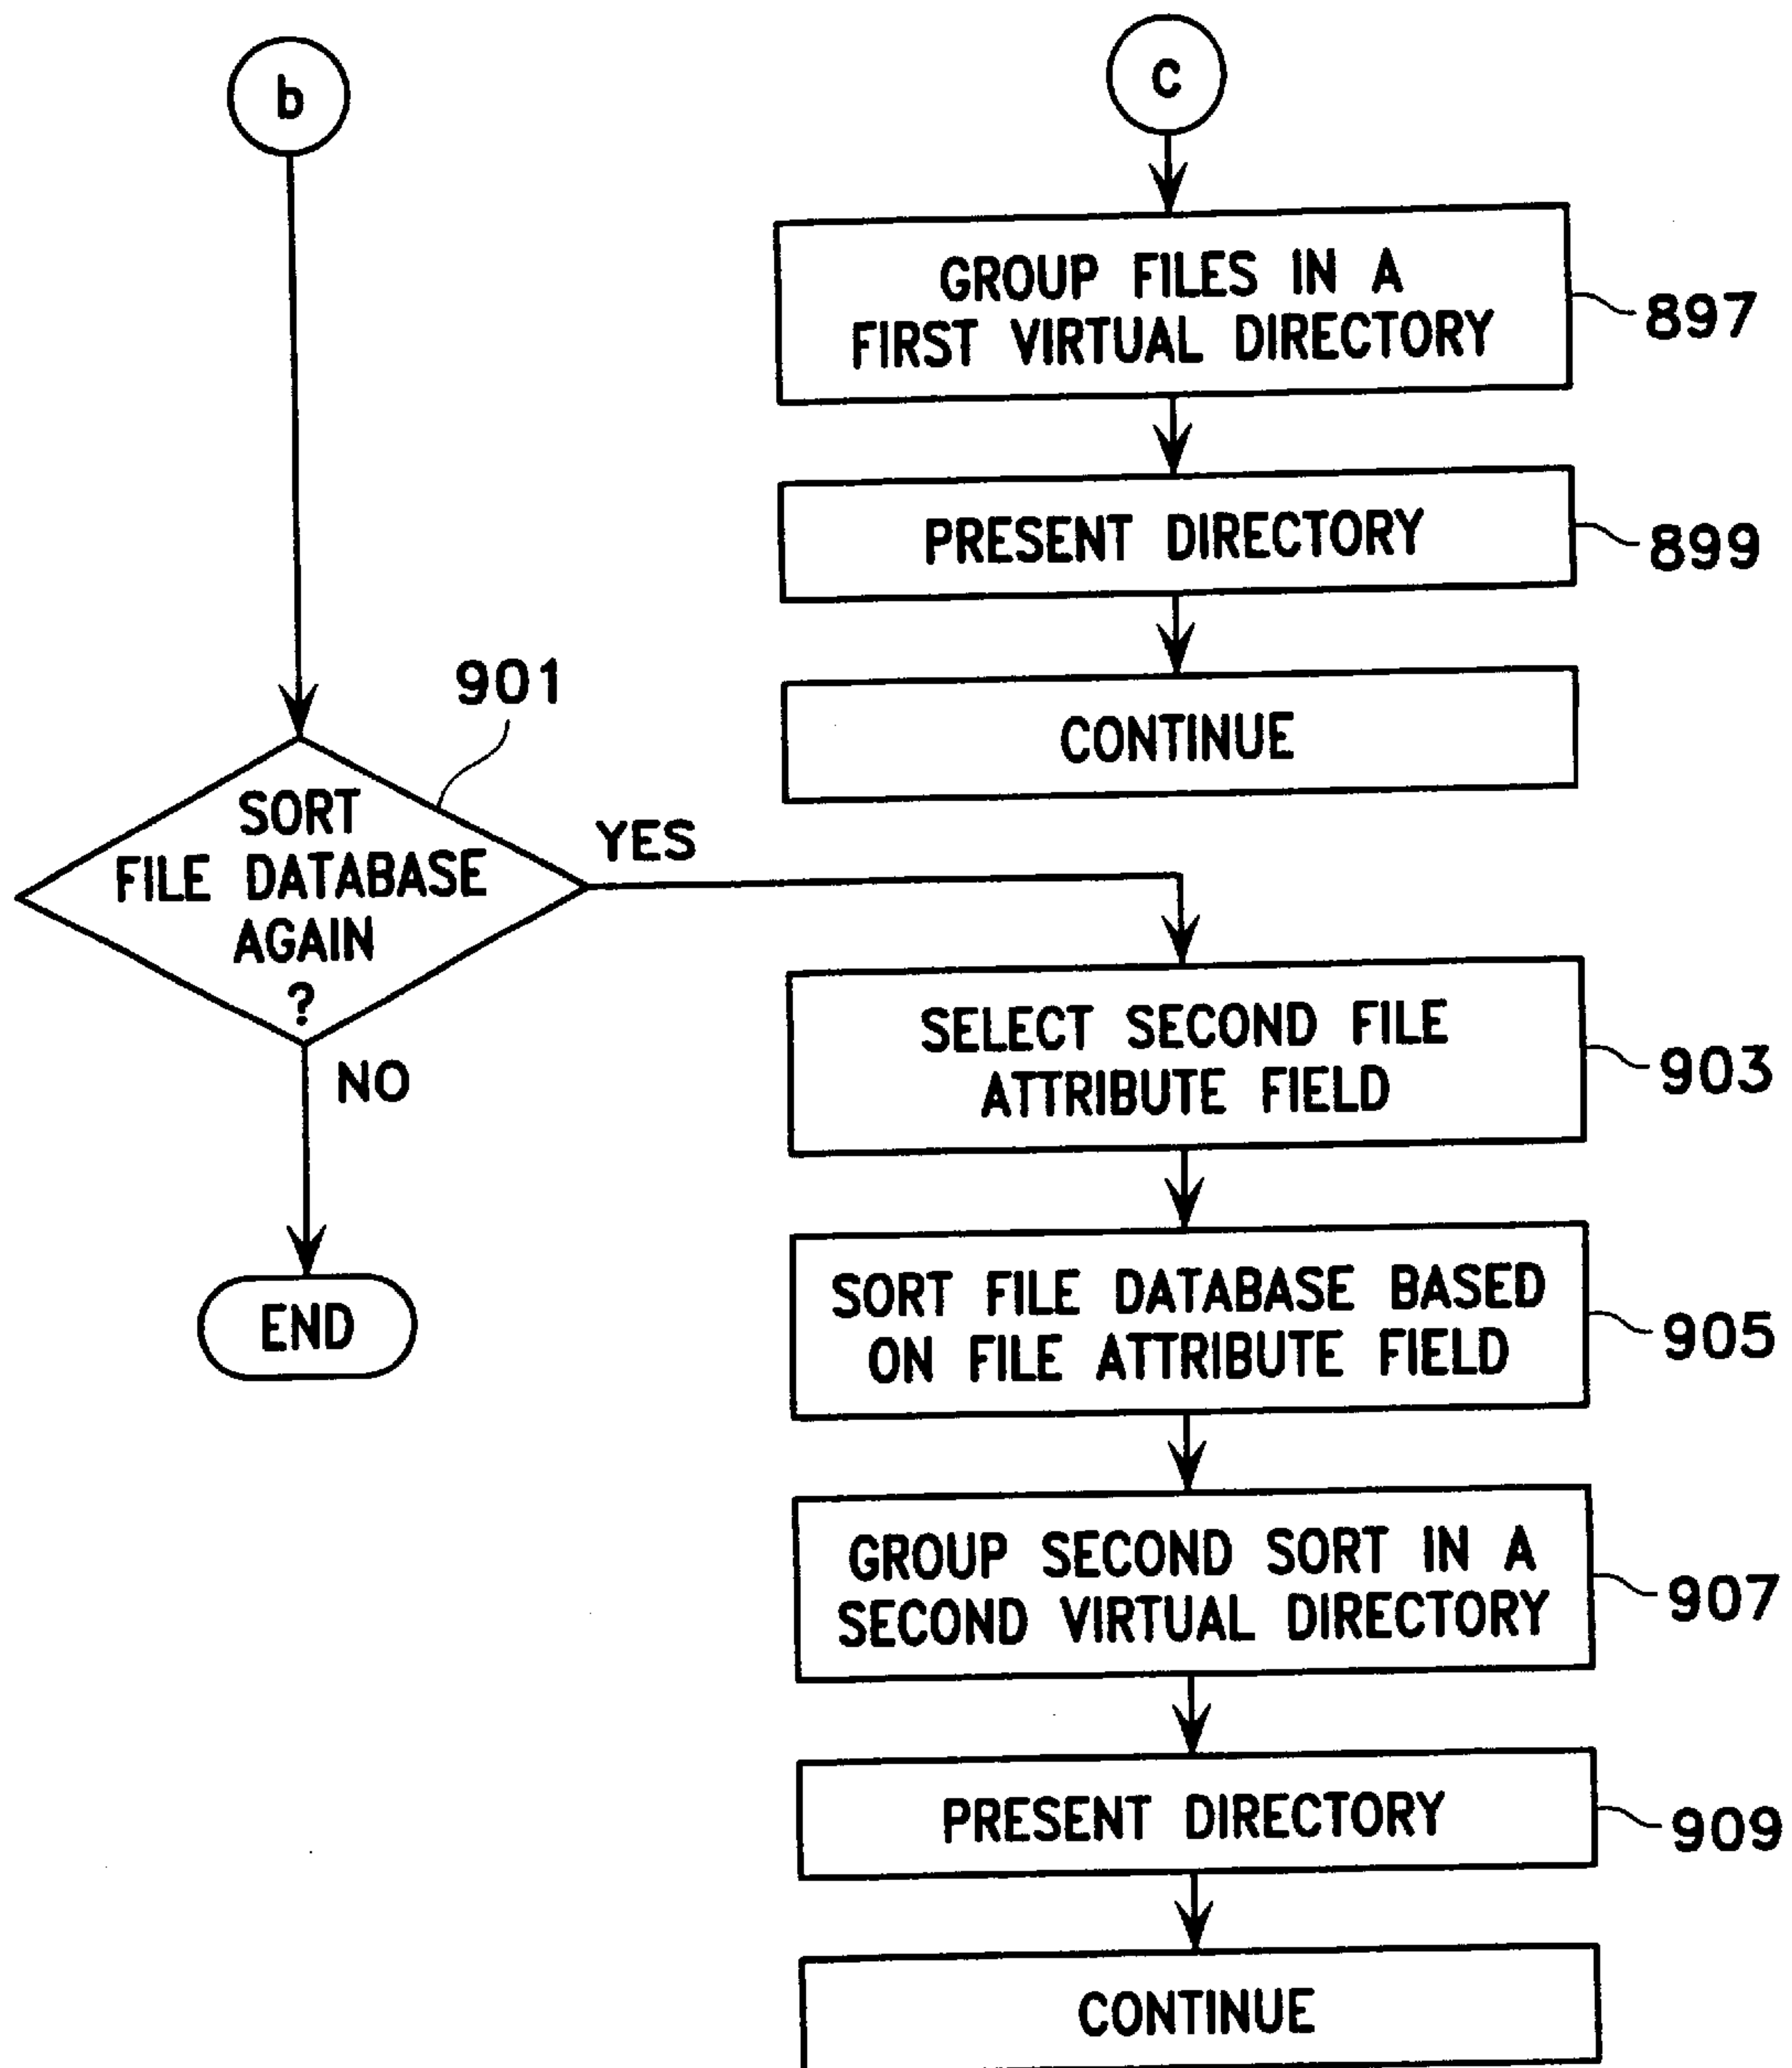 b
c
GROUP FILES IN A
FIRST VIRTUAL DIRECTORY
897
PRESENT DIRECTORY
899
CONTINUE
901
SORT
FILE DATABASE
AGAIN
?
YES
NO
END
SELECT SECOND FILE
ATTRIBUTE FIELD
903
SORT FILE DATABASE BASED
ON FILE ATTRIBUTE FIELD
905
GROUP SECOND SORT IN A
SECOND VIRTUAL DIRECTORY
907
PRESENT DIRECTORY
909
CONTINUE